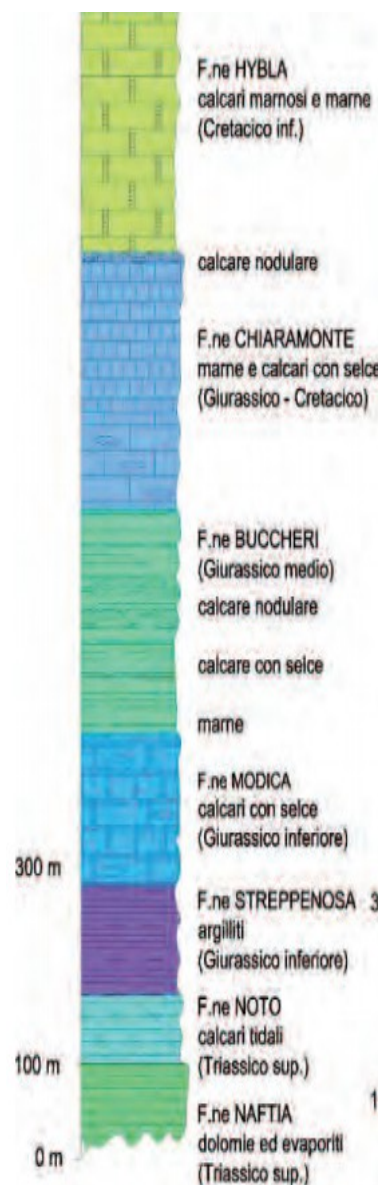 F.ne HYBLA
calcari marnosi e marne
(Cretacico inf.)
calcare nodulare
F.ne CHIARAMONTE
marne e calcari con selce
(Giurassico - Cretacico)
F.ne BUCCHERI
(Giurassico medio)
calcare nodulare
calcare con selce
marne
F.ne MODICA
calcari con selce
(Giurassico inferiore)
300 m
F.ne STREPPENOSA 3
argilliti
(Giurassico inferiore)
F.ne NOTO
calcari tidali
(Triassico sup.)
100 m
1
F.ne NAFTIA
dolomie ed evaporiti
(Triassico sup.)
0 m